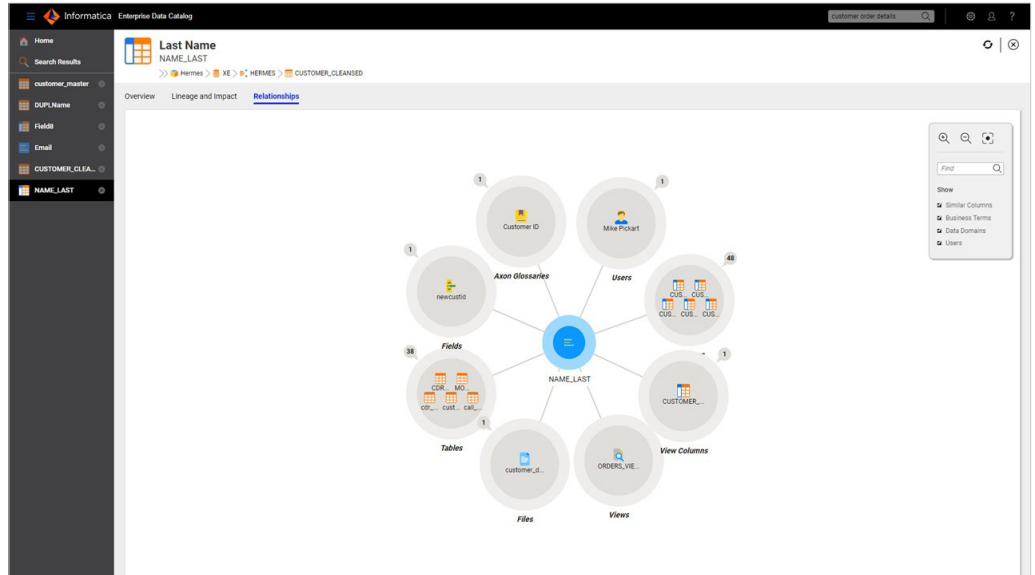 Informatica Enterprise Data Catalog
customer order details
?
Home
Search Results
customer_master
DUPLName
Field8
Email
CUSTOMER_CLEA...
NAME_LAST
Last Name
NAME_LAST
>> Hermes > XE > HERMES > CUSTOMER_CLEANSED
Overview Lineage and Impact Relationships
Find
Show
Similar Columns
Business Terms
Data Domains
Users
1
Customer ID
Axon Glossaries
1
Mike Pickart
Users
1
newcustid
Fields
48
CUS... CUS...
CUS... CUS... CUS...
38
CDR... MO...
cdr_... cust... call_...
Tables
NAME_LAST
1
CUSTOMER_...
View Columns
1
customer_d...
Files
ORDERS_VIE...
Views